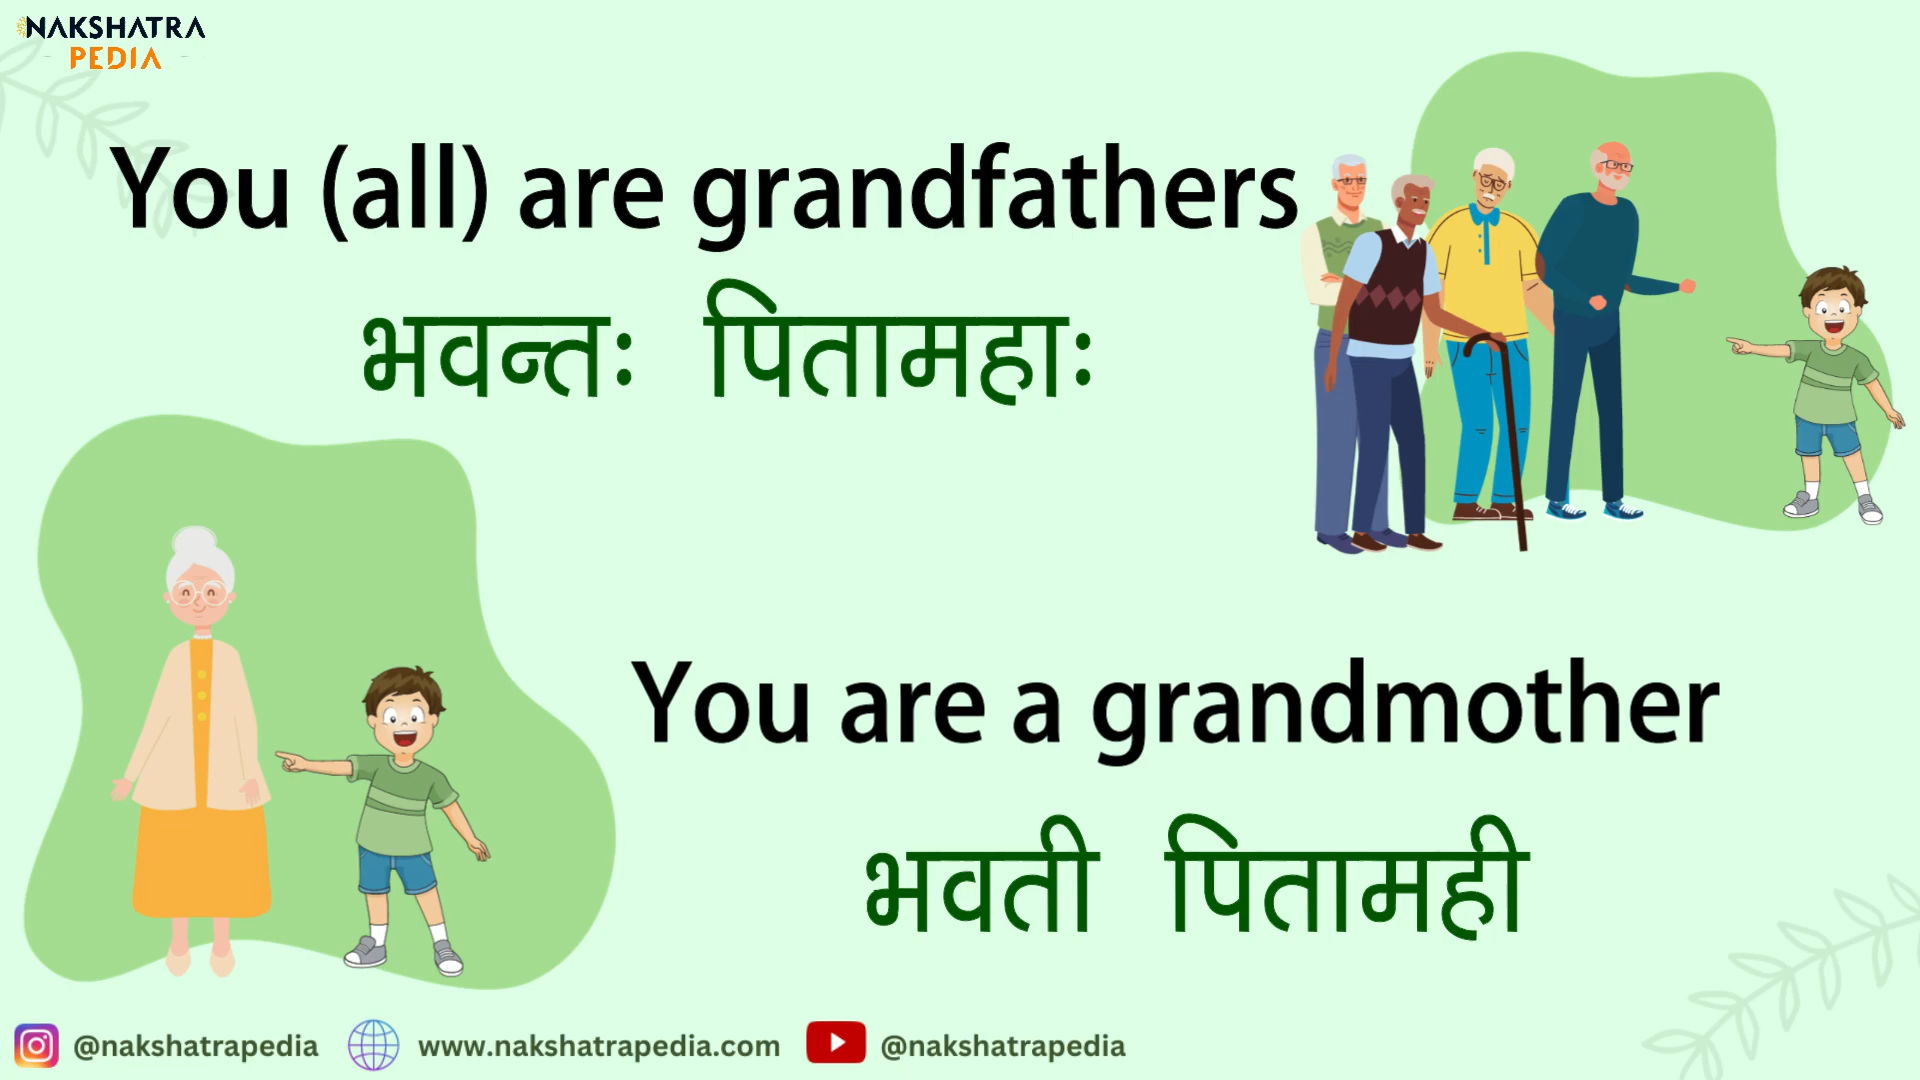 NAKSHATRA
PEDIA
You (all) are grandfathers
भवन्तः पितामहाः
You are a grandmother
भवती पितामही
@nakshatrapedia www.nakshatrapedia.com @nakshatrapedia